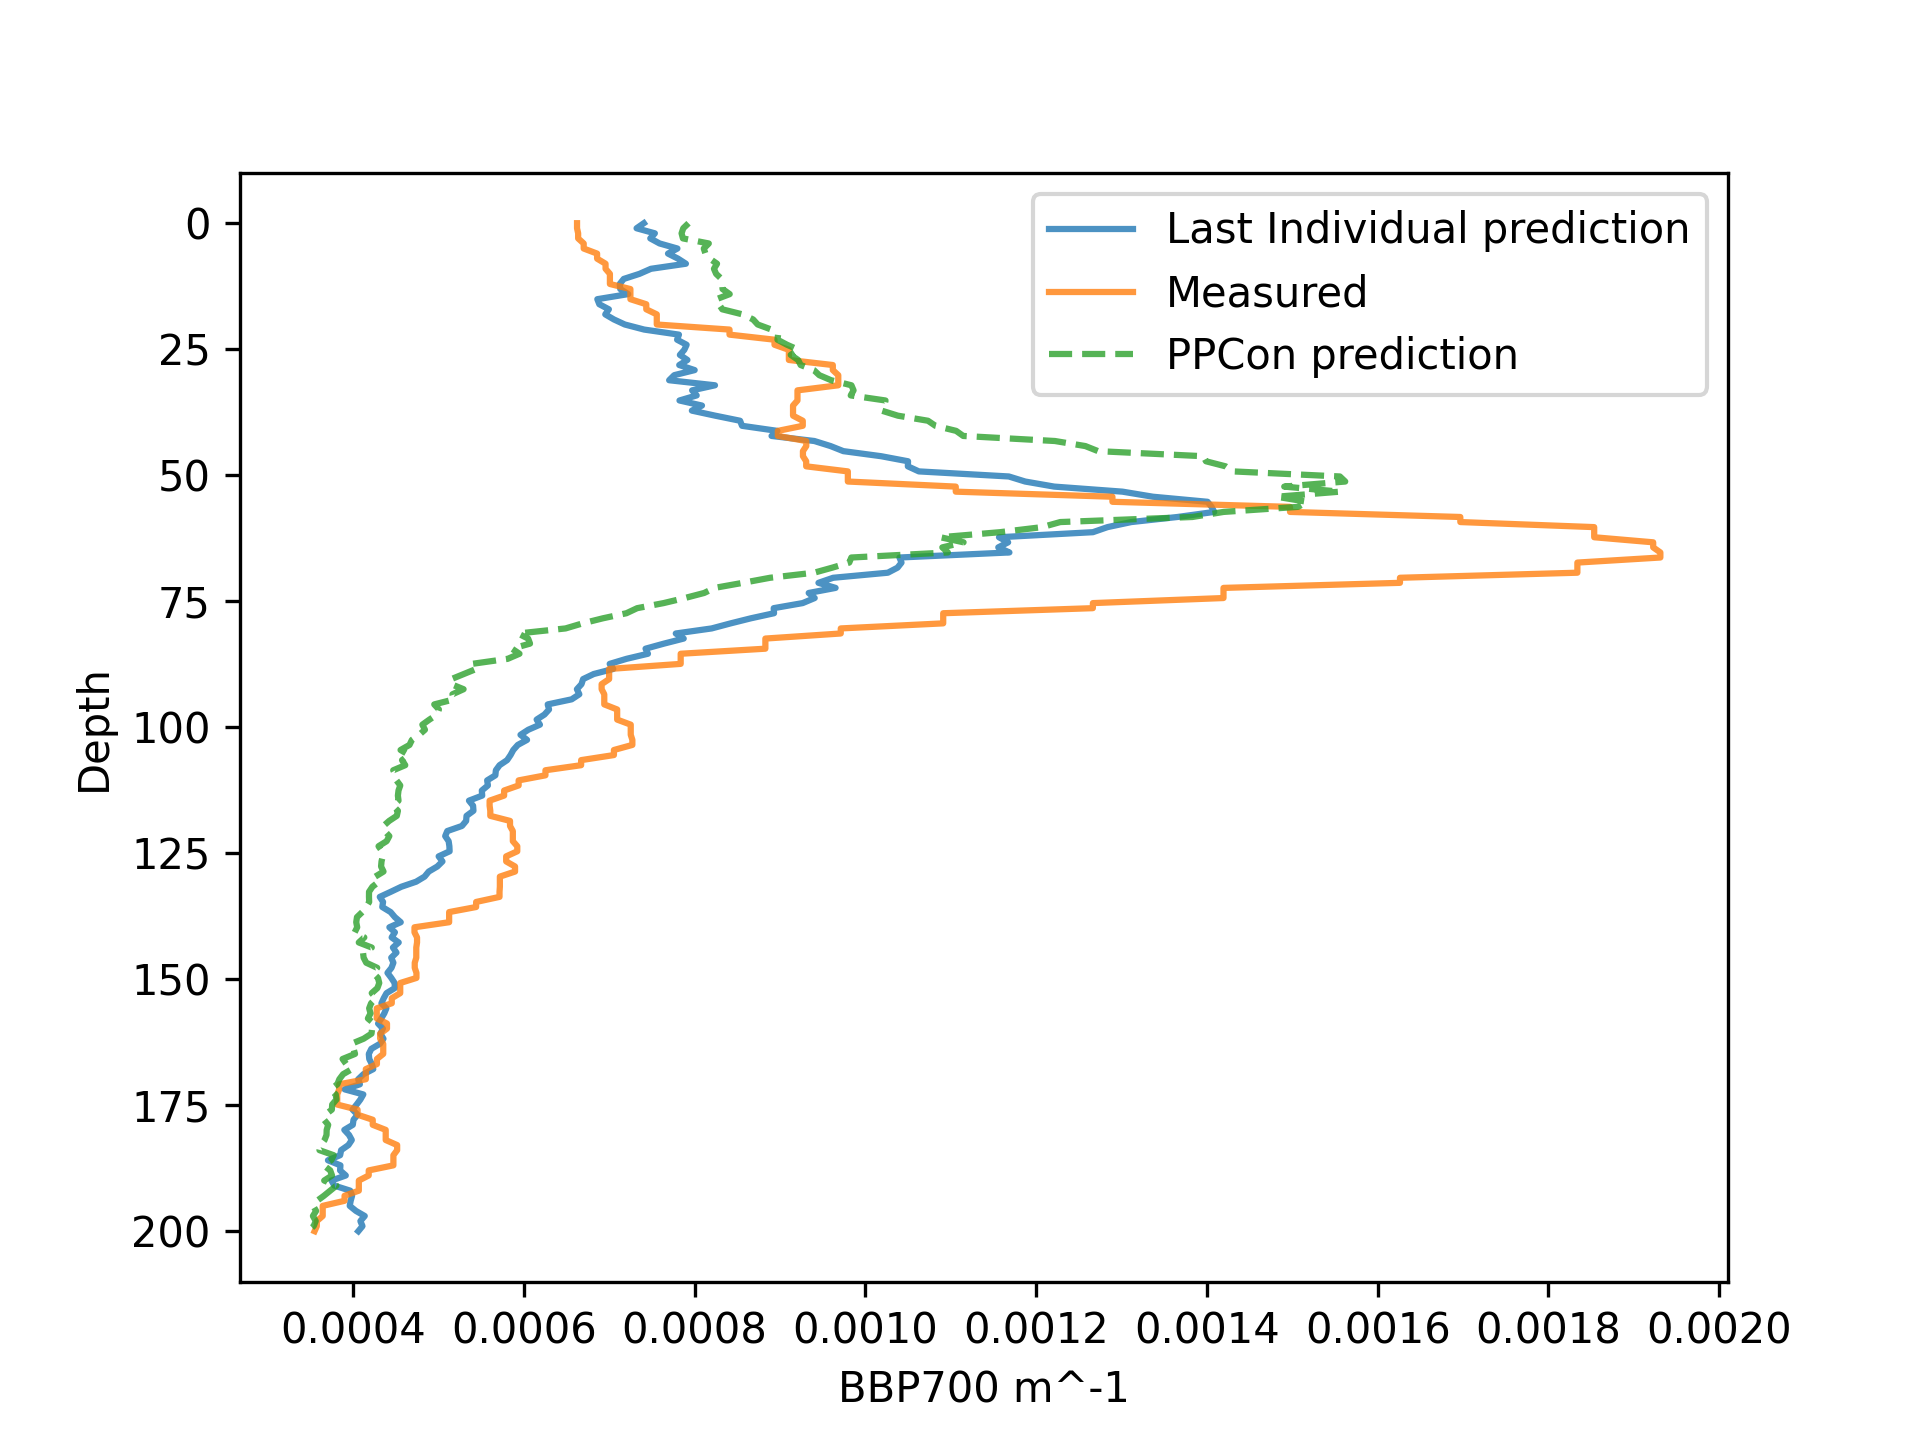 Last Individual prediction
Measured
PPCon prediction
0
25
50
75
100
125
150
175
200
Depth
0.0004 0.0006 0.0008 0.0010 0.0012 0.0014 0.0016 0.0018 0.0020
BBP700 m^-1